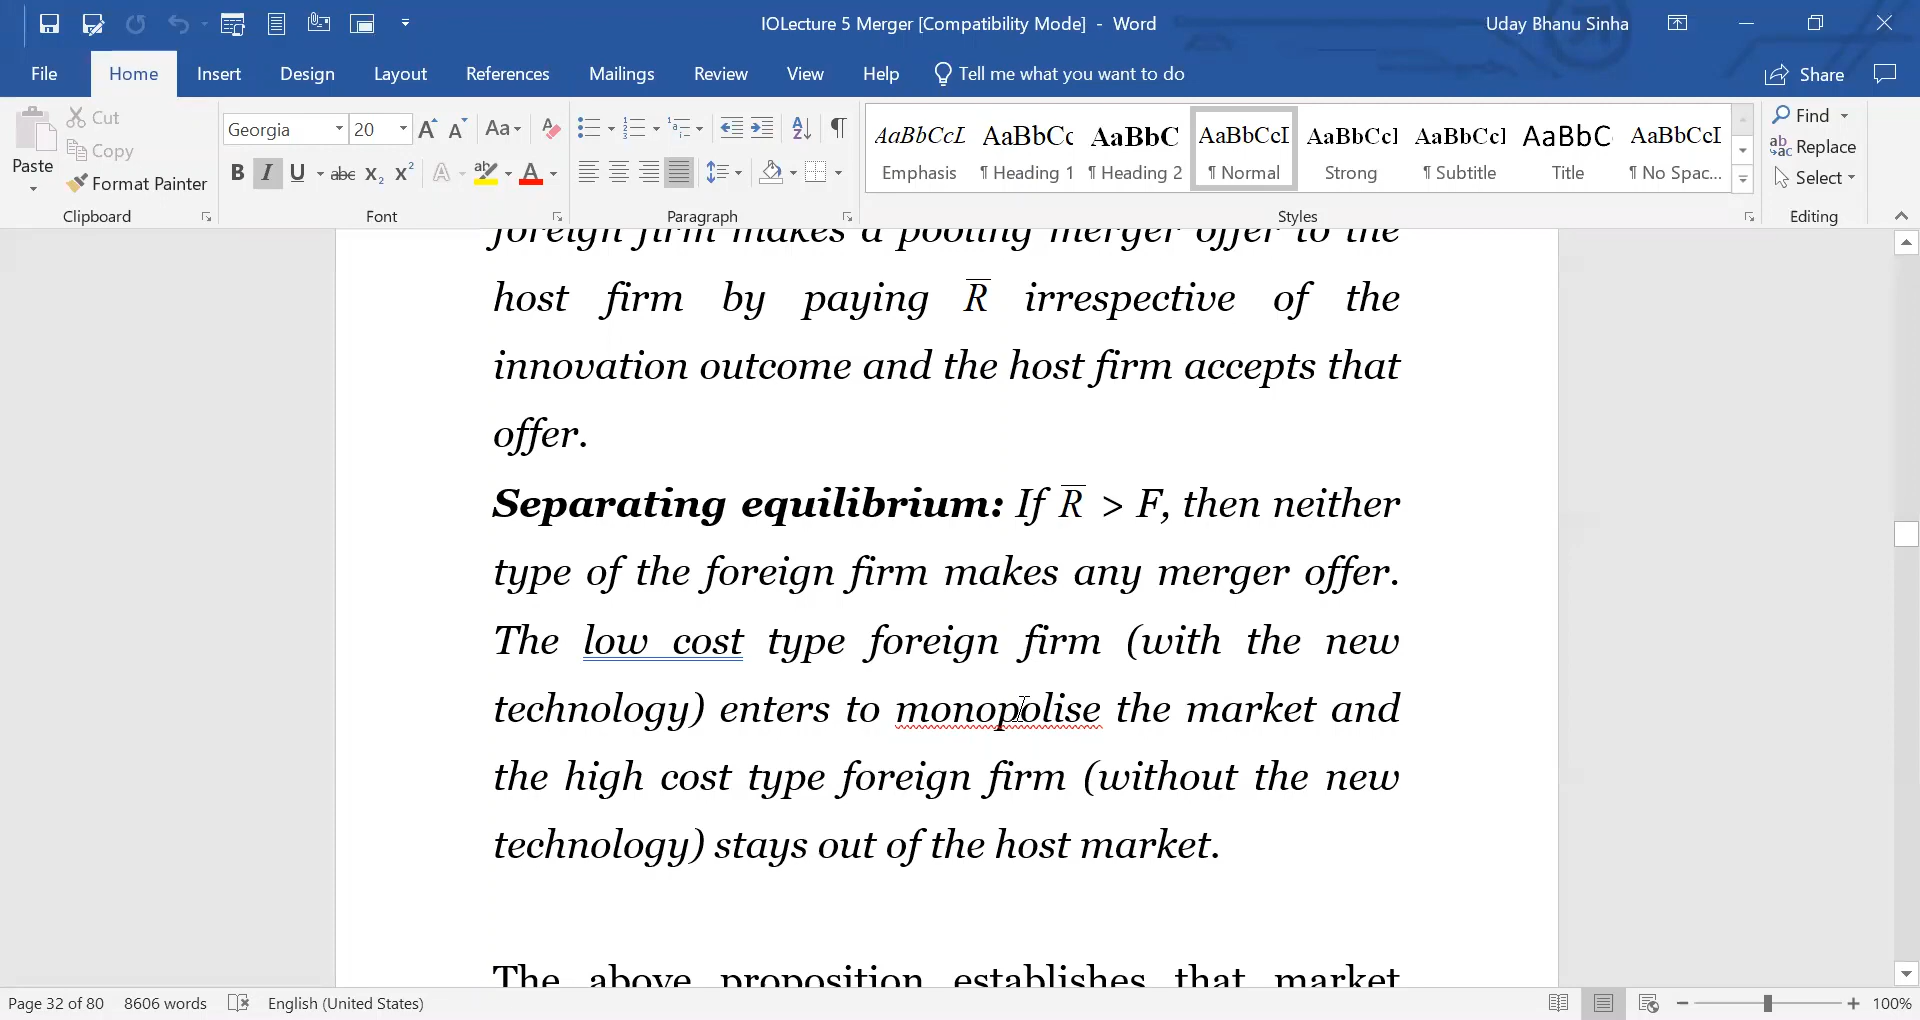 IOLecture 5 Merger [Compatibility Mode] - Word
Uday Bhanu Sinha
File Home Insert Design Layout References Mailings Review View Help Tell me what you want to do Share
Paste
Cut
Copy
Format Painter
Clipboard
Georgia 20 Aa
B I U abc X₂ X² A ab A
Font
Paragraph
AaBbCcL AaBbCc AaBbC AaBbCcI AaBbCcI AaBbCcI AaBbC AaBbCcI
Emphasis ¶ Heading 1 ¶ Heading 2 ¶ Normal Strong ¶ Subtitle Title ¶ No Spac...
Styles
Find
Replace
Select
Editing
foreign firm makes a pooling merger offer to the
host firm by paying R̅ irrespective of the
innovation outcome and the host firm accepts that
offer.
Separating equilibrium: If R̅ > F, then neither
type of the foreign firm makes any merger offer.
The low cost type foreign firm (with the new
technology) enters to monopolise the market and
the high cost type foreign firm (without the new
technology) stays out of the host market.
The above proposition establishes that market
Page 32 of 80 8606 words English (United States) 100%